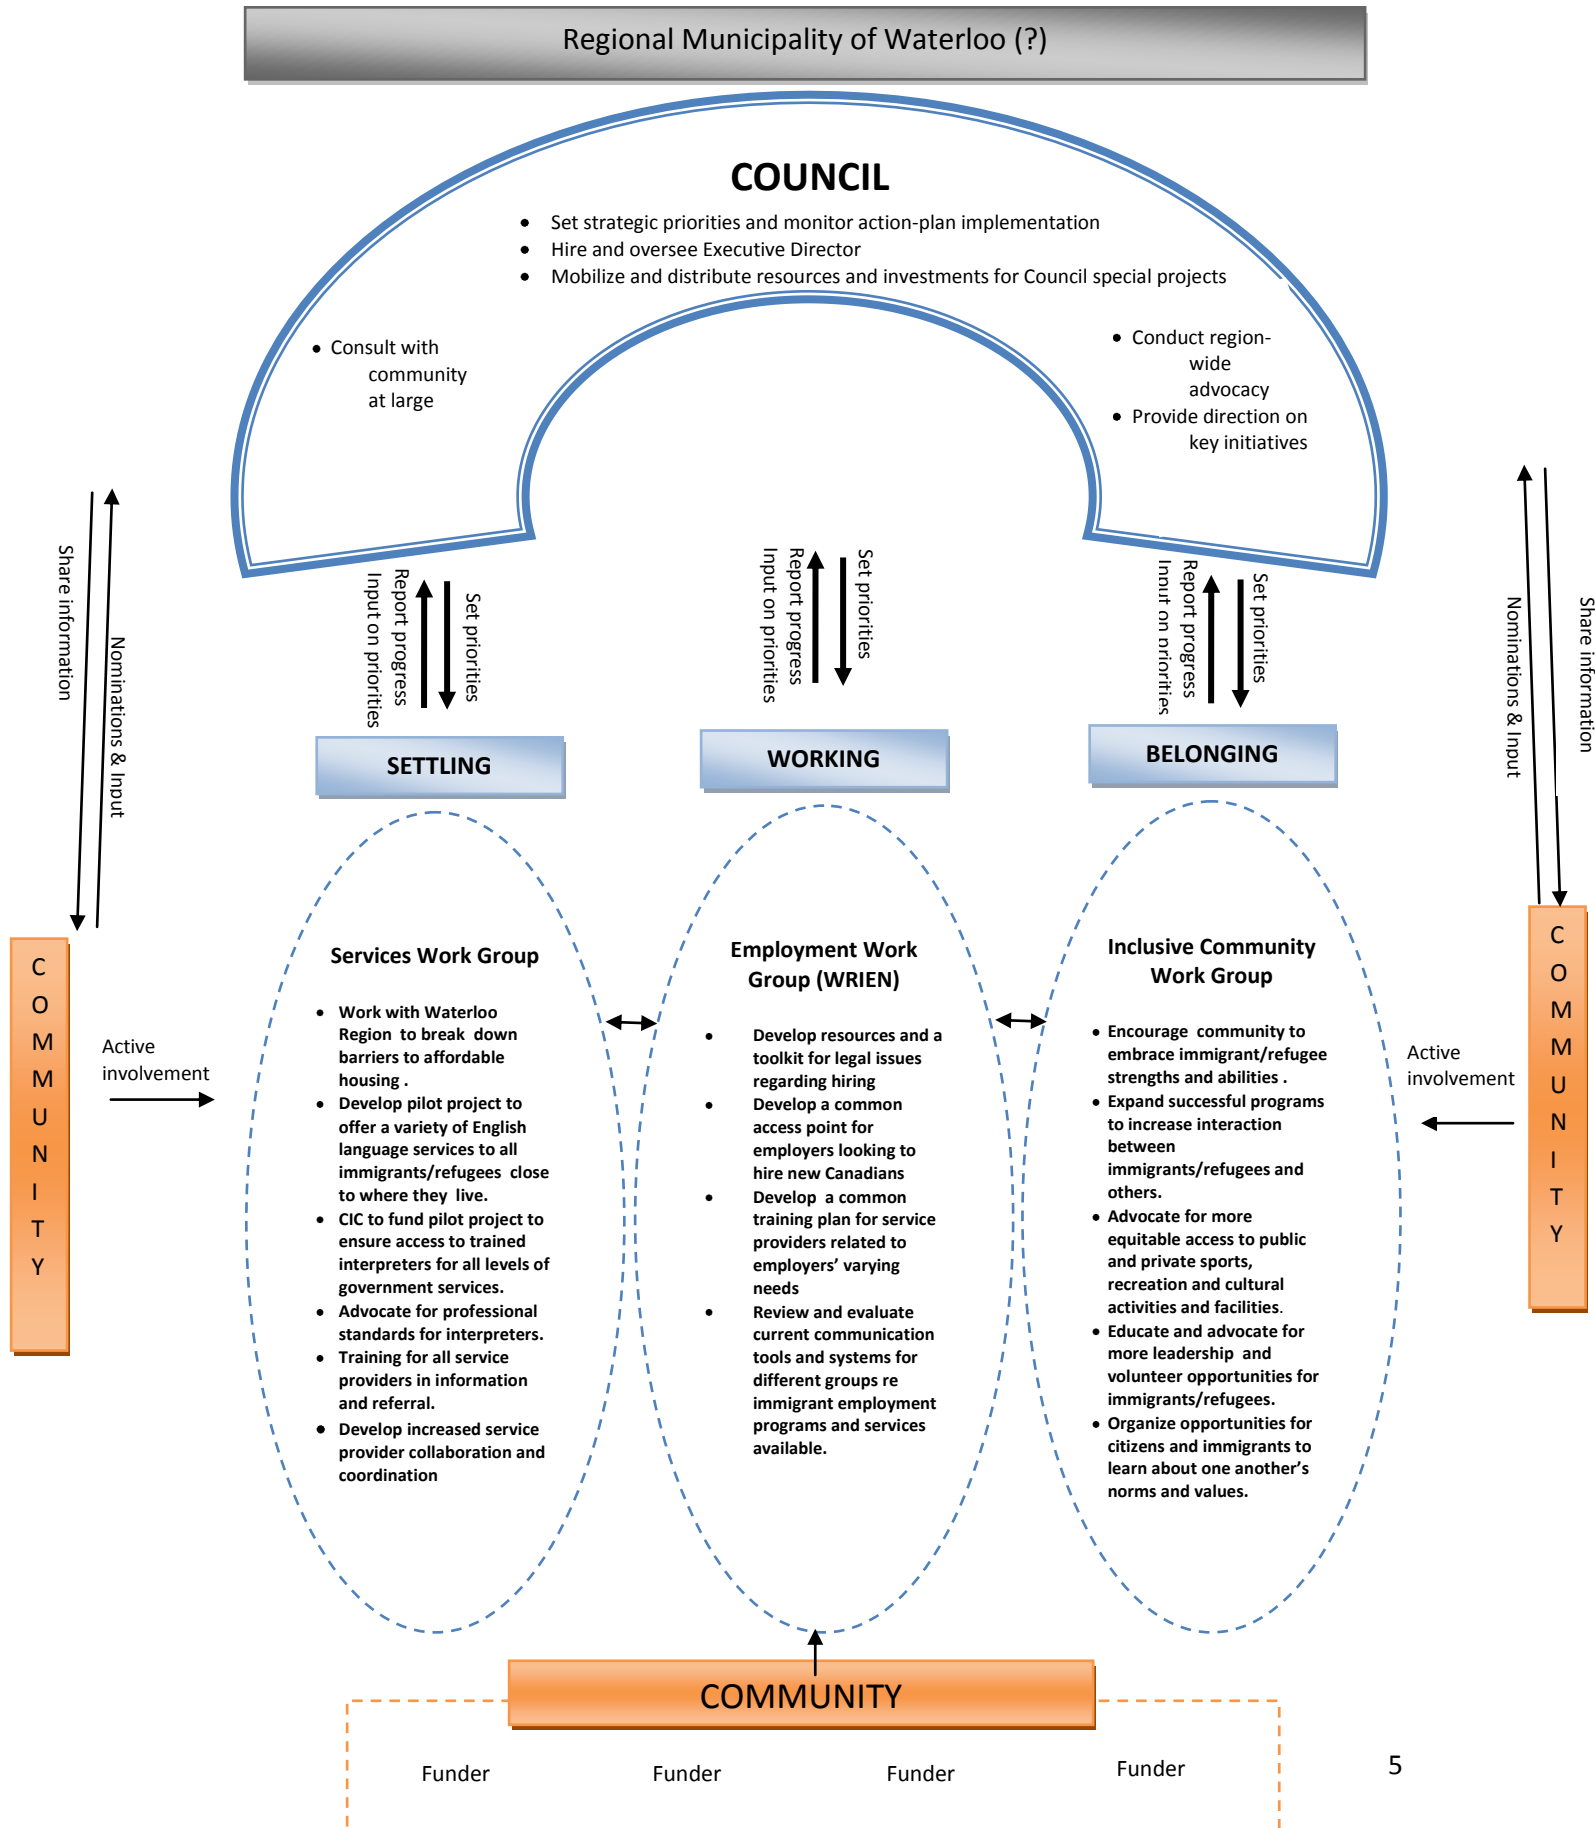 Regional Municipality of Waterloo (?)
COUNCIL
• Set strategic priorities and monitor action-plan implementation
• Hire and oversee Executive Director
• Mobilize and distribute resources and investments for Council special projects
• Consult with
community
at large
• Conduct region-
wide
advocacy
• Provide direction on
key initiatives
Share information
Nominations & Input
Input on priorities
Report progress
Set priorities
Input on priorities
Report progress
Set priorities
Input on priorities
Report progress
Set priorities
Nominations & Input
Share information
SETTLING
WORKING
BELONGING
COMMUNITY
Active
involvement
Services Work Group
• Work with Waterloo
Region to break down
barriers to affordable
housing .
• Develop pilot project to
offer a variety of English
language services to all
immigrants/refugees close
to where they live.
• CIC to fund pilot project to
ensure access to trained
interpreters for all levels of
government services.
• Advocate for professional
standards for interpreters.
• Training for all service
providers in information
and referral.
• Develop increased service
provider collaboration and
coordination
Employment Work
Group (WRIEN)
• Develop resources and a
toolkit for legal issues
regarding hiring
• Develop a common
access point for
employers looking to
hire new Canadians
• Develop a common
training plan for service
providers related to
employers’ varying
needs
• Review and evaluate
current communication
tools and systems for
different groups re
immigrant employment
programs and services
available.
Inclusive Community
Work Group
• Encourage community to
embrace immigrant/refugee
strengths and abilities .
• Expand successful programs
to increase interaction
between
immigrants/refugees and
others.
• Advocate for more
equitable access to public
and private sports,
recreation and cultural
activities and facilities.
• Educate and advocate for
more leadership and
volunteer opportunities for
immigrants/refugees.
• Organize opportunities for
citizens and immigrants to
learn about one another’s
norms and values.
Active
involvement
COMMUNITY
COMMUNITY
Funder Funder Funder Funder
5